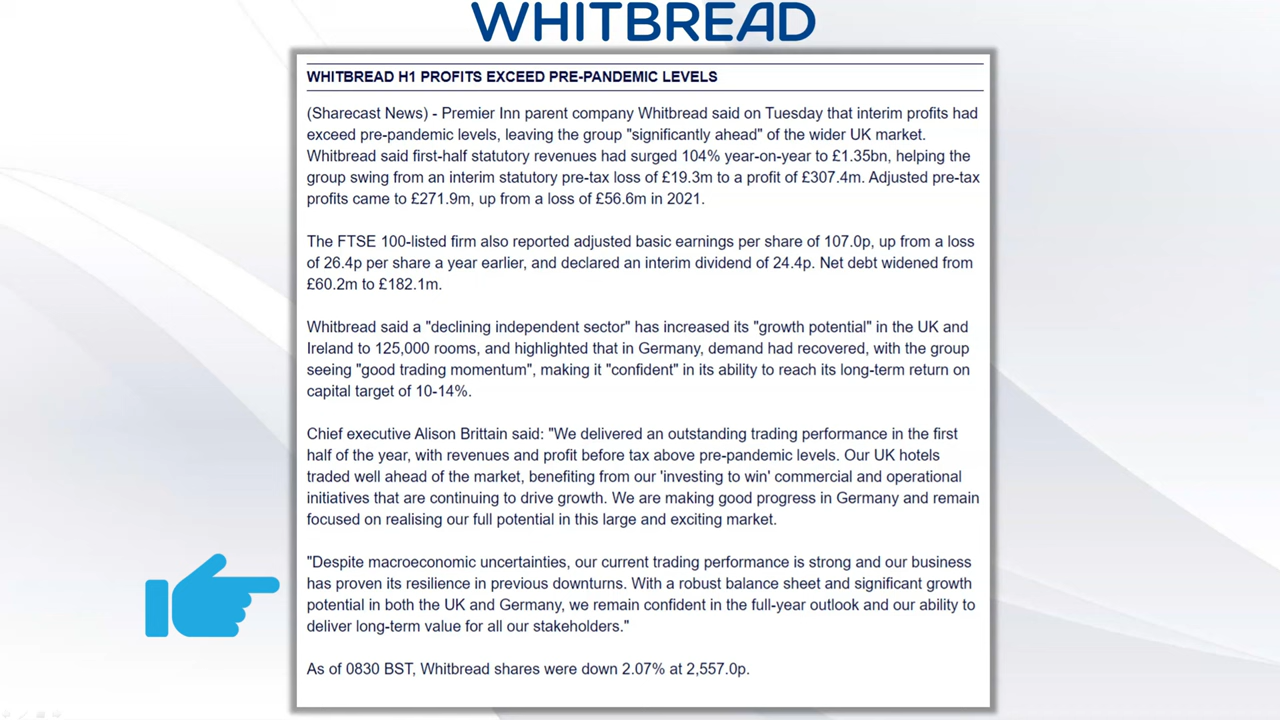 WHITBREAD
WHITBREAD H1 PROFITS EXCEED PRE-PANDEMIC LEVELS
(Sharecast News) - Premier Inn parent company Whitbread said on Tuesday that interim profits had
exceed pre-pandemic levels, leaving the group "significantly ahead" of the wider UK market.
Whitbread said first-half statutory revenues had surged 104% year-on-year to £1.35bn, helping the
group swing from an interim statutory pre-tax loss of £19.3m to a profit of £307.4m. Adjusted pre-tax
profits came to £271.9m, up from a loss of £56.6m in 2021.
The FTSE 100-listed firm also reported adjusted basic earnings per share of 107.0p, up from a loss
of 26.4p per share a year earlier, and declared an interim dividend of 24.4p. Net debt widened from
£60.2m to £182.1m.
Whitbread said a "declining independent sector" has increased its "growth potential" in the UK and
Ireland to 125,000 rooms, and highlighted that in Germany, demand had recovered, with the group
seeing "good trading momentum", making it "confident" in its ability to reach its long-term return on
capital target of 10-14%.
Chief executive Alison Brittain said: "We delivered an outstanding trading performance in the first
half of the year, with revenues and profit before tax above pre-pandemic levels. Our UK hotels
traded well ahead of the market, benefiting from our 'investing to win' commercial and operational
initiatives that are continuing to drive growth. We are making good progress in Germany and remain
focused on realising our full potential in this large and exciting market.
"Despite macroeconomic uncertainties, our current trading performance is strong and our business
has proven its resilience in previous downturns. With a robust balance sheet and significant growth
potential in both the UK and Germany, we remain confident in the full-year outlook and our ability to
deliver long-term value for all our stakeholders."
As of 0830 BST, Whitbread shares were down 2.07% at 2,557.0p.